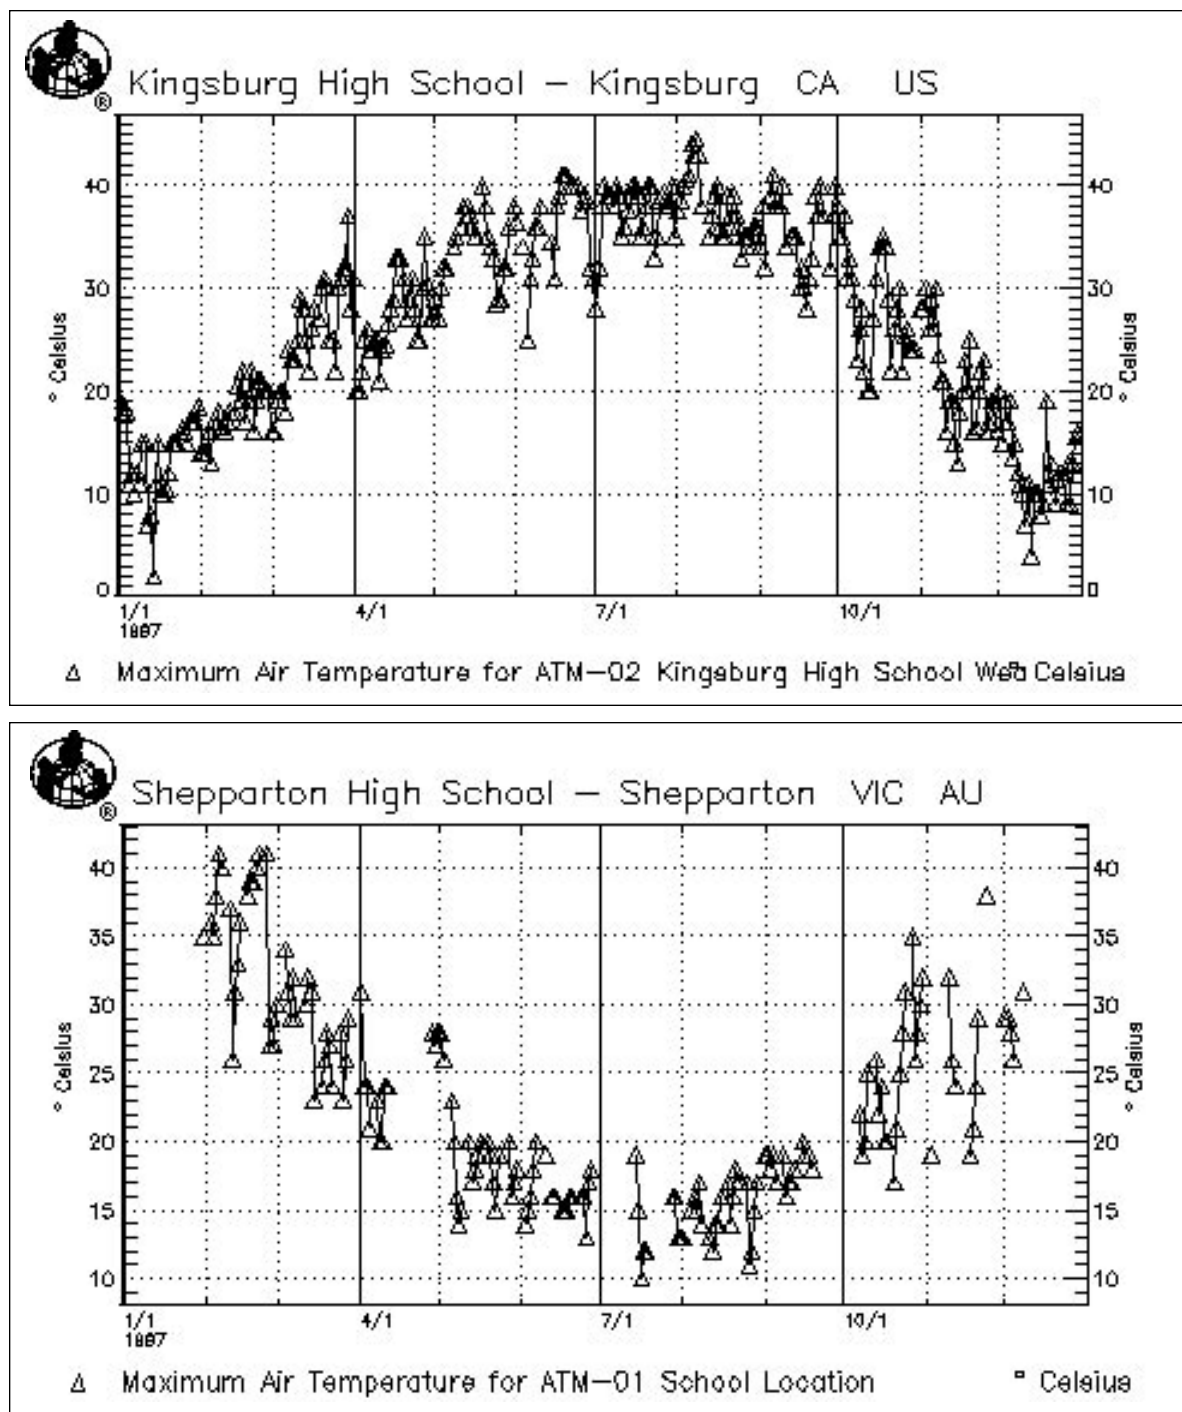 Kingsburg High School – Kingsburg CA US
®
40 40
30 30
° Celsius ° Celsius
20 20
10 10
0 0
1/1 4/1 7/1 10/1
1997
△ Maximum Air Temperature for ATM–02 Kingsburg High School Celsius
Shepparton High School – Shepparton VIC AU
®
40 40
35 35
30 30
° Celsius ° Celsius
25 25
20 20
15 15
10 10
1/1 4/1 7/1 10/1
1997
△ Maximum Air Temperature for ATM–01 School Location ° Celsius